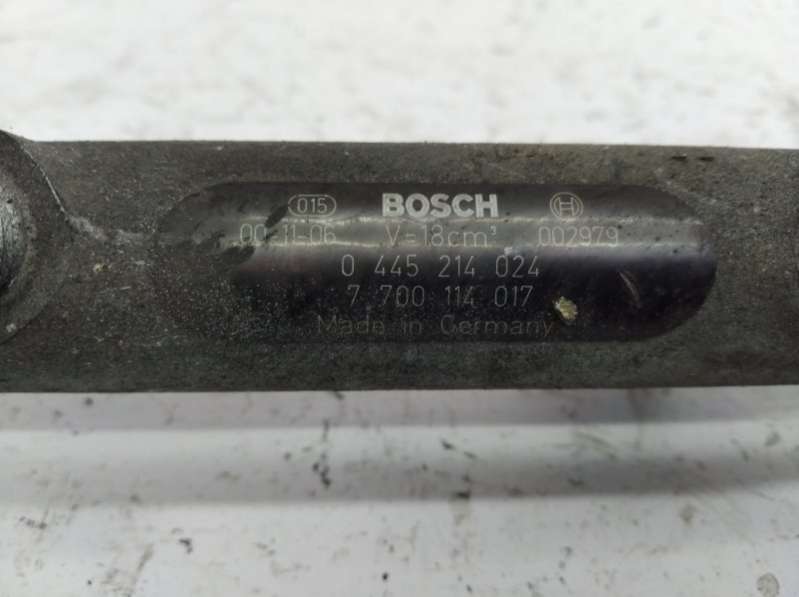 015 BOSCH
00-11-06 V=18cm³ 002979
0 445 214 024
7 700 114 017
Made in Germany